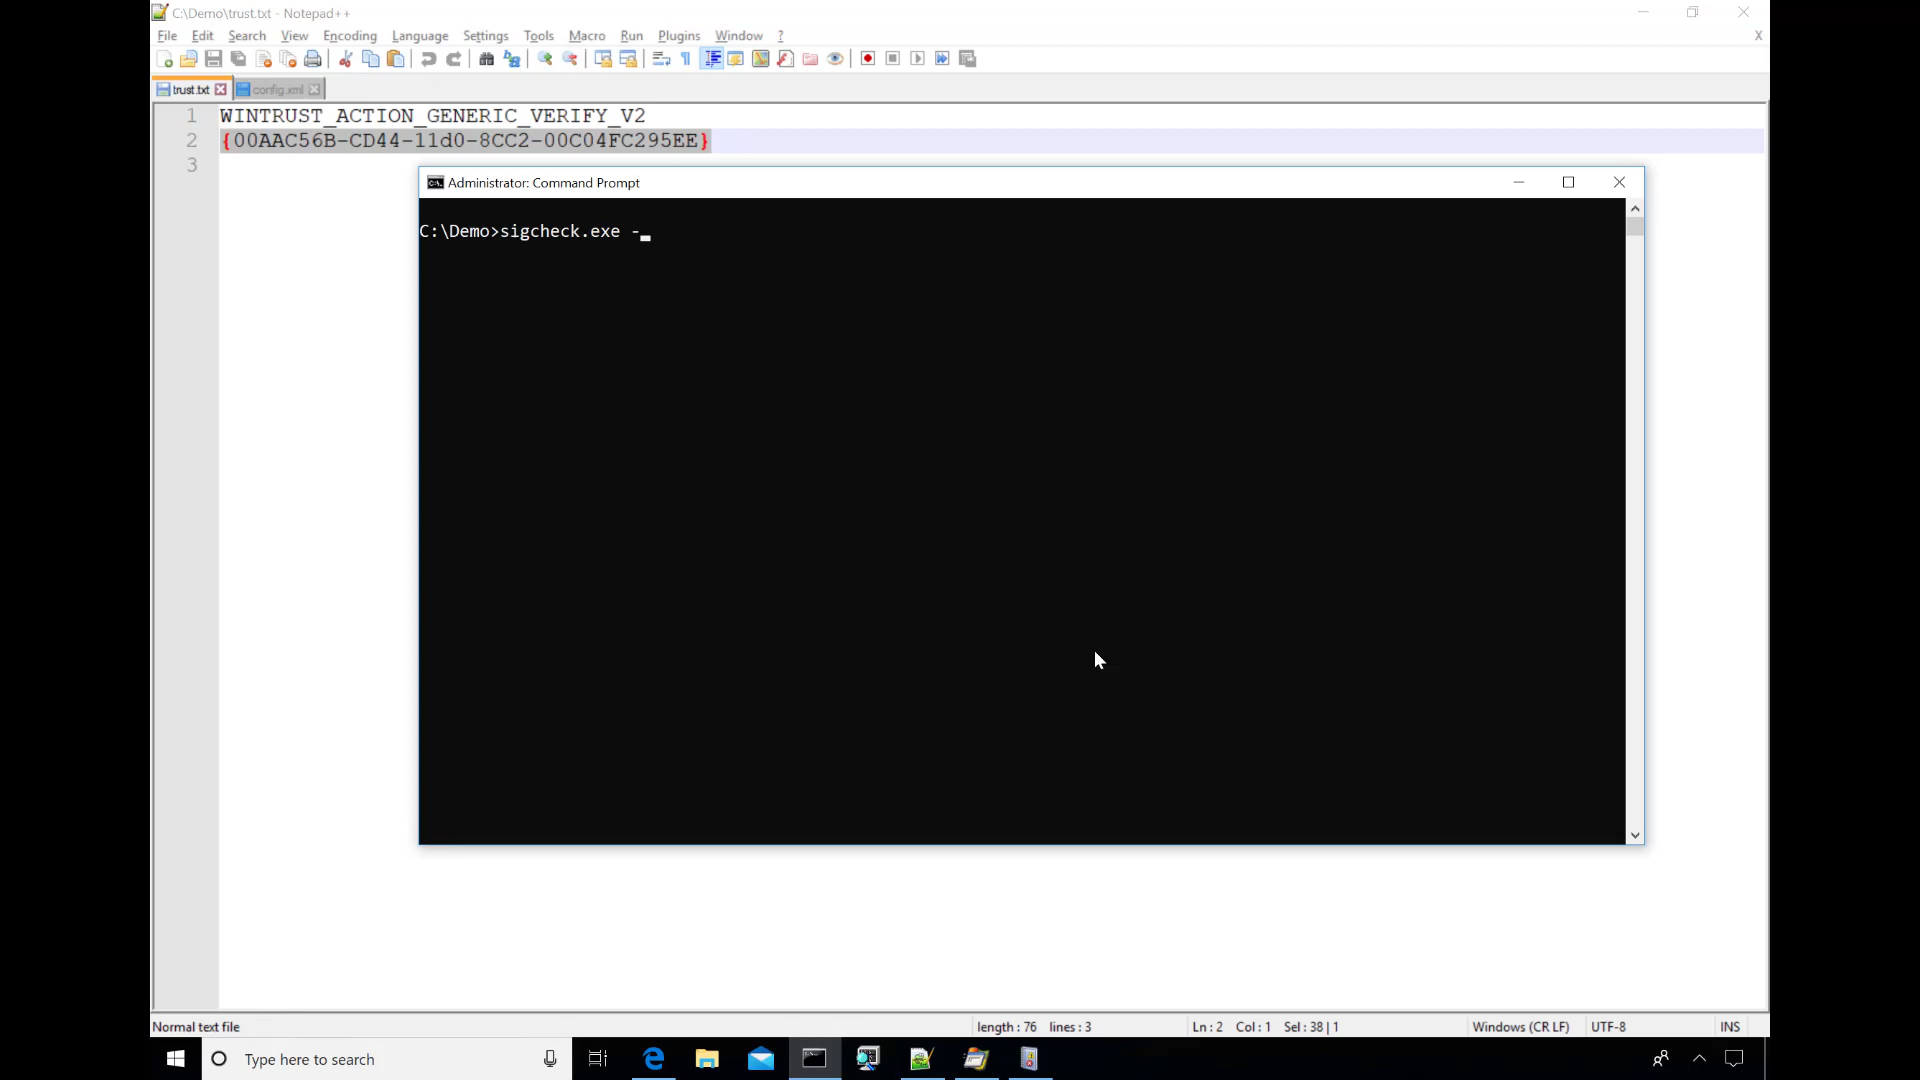 C:\Demo\trust.txt - Notepad++
File Edit Search View Encoding Language Settings Tools Macro Run Plugins Window ? X
trust.txt config.xml
1 WINTRUST_ACTION_GENERIC_VERIFY_V2
2 {00AAC56B-CD44-11d0-8CC2-00C04FC295EE}
3
Administrator: Command Prompt
C:\Demo>sigcheck.exe -_
Normal text file length : 76 lines : 3 Ln : 2 Col : 1 Sel : 38 | 1 Windows (CR LF) UTF-8 INS
Type here to search